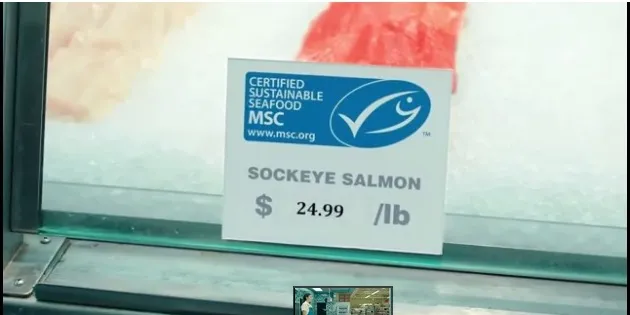 CERTIFIED
SUSTAINABLE
SEAFOOD
MSC
www.msc.org
TM
SOCKEYE SALMON
$ 24.99 /lb